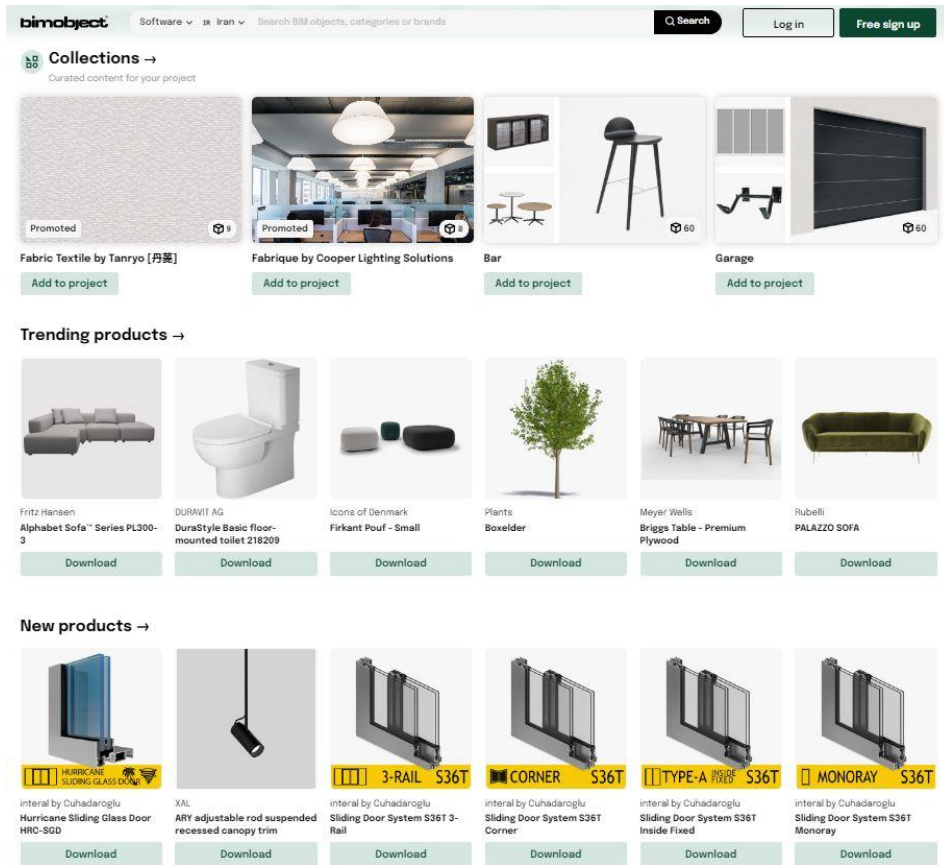 bimobject
Software
IR Iran
Search BIM objects, categories or brands
Search
Log in
Free sign up
Collections →
Curated content for your project
Promoted
9
Promoted
8
60
60
Fabric Textile by Tanryo [丹菱]
Fabrique by Cooper Lighting Solutions
Bar
Garage
Add to project
Add to project
Add to project
Add to project
Trending products →
Fritz Hansen
Alphabet Sofa™ Series PL300-
3
Download
DURAVIT AG
DuraStyle Basic floor-
mounted toilet 218209
Download
Icons of Denmark
Firkant Pouf - Small
Download
Plants
Boxelder
Download
Meyer Wells
Briggs Table - Premium
Plywood
Download
Rubelli
PALAZZO SOFA
Download
New products →
HURRICANE
SLIDING GLASS DOOR
interal by Cuhadaroglu
Hurricane Sliding Glass Door
HRC-SGD
Download
XAL
ARY adjustable rod suspended
recessed canopy trim
Download
3-RAIL S36T
interal by Cuhadaroglu
Sliding Door System S36T 3-
Rail
Download
CORNER S36T
interal by Cuhadaroglu
Sliding Door System S36T
Corner
Download
TYPE-A INSIDE FIXED S36T
interal by Cuhadaroglu
Sliding Door System S36T
Inside Fixed
Download
MONORAY S36T
interal by Cuhadaroglu
Sliding Door System S36T
Monoray
Download